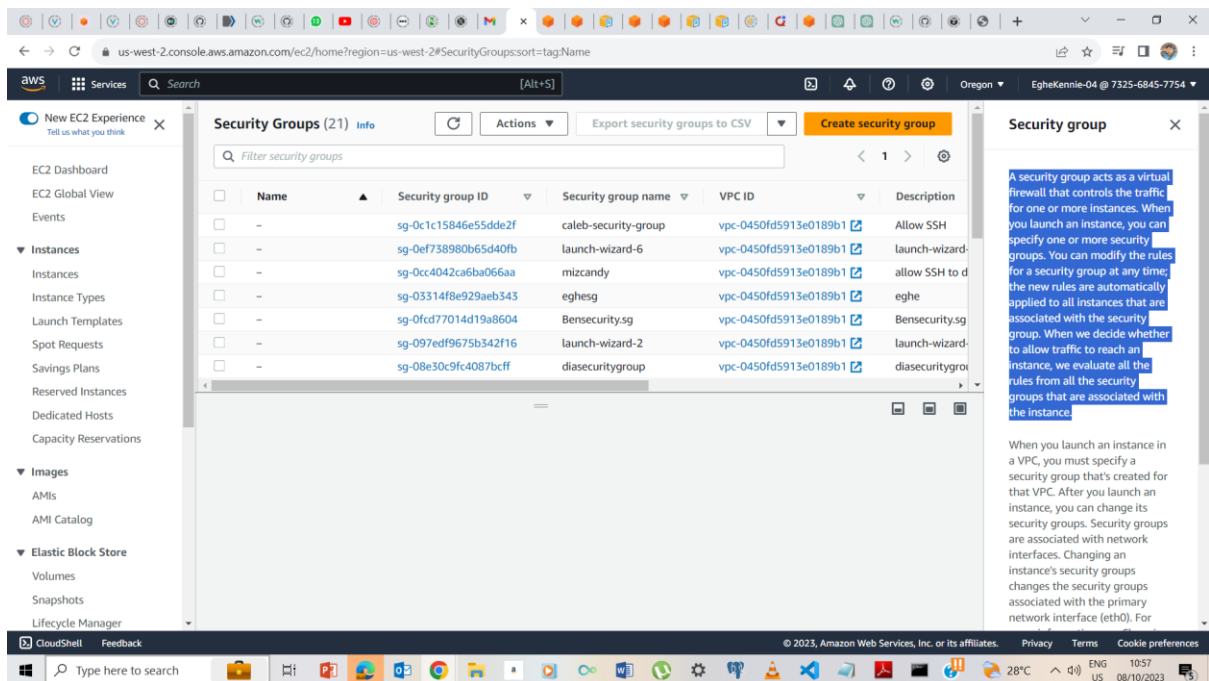 us-west-2.console.aws.amazon.com/ec2/home?region=us-west-2#SecurityGroups:sort=tag:Name
aws
Services
Search
[Alt+S]
Oregon
EgheKennie-04 @ 7325-6845-7754
New EC2 Experience
Tell us what you think
EC2 Dashboard
EC2 Global View
Events
Instances
Instances
Instance Types
Launch Templates
Spot Requests
Savings Plans
Reserved Instances
Dedicated Hosts
Capacity Reservations
Images
AMIs
AMI Catalog
Elastic Block Store
Volumes
Snapshots
Lifecycle Manager
Security Groups (21) Info
Actions
Export security groups to CSV
Create security group
Filter security groups
1
Name Security group ID Security group name VPC ID Description
– sg-0c1c15846e55dde2f caleb-security-group vpc-0450fd5913e0189b1 Allow SSH
– sg-0ef738980b65d40fb launch-wizard-6 vpc-0450fd5913e0189b1 launch-wizard-
– sg-0cc4042ca6ba066aa mizcandy vpc-0450fd5913e0189b1 allow SSH to d
– sg-03314f8e929aeb343 eghesg vpc-0450fd5913e0189b1 eghe
– sg-0fcd77014d19a8604 Bensecurity.sg vpc-0450fd5913e0189b1 Bensecurity.sg
– sg-097edf9675b342f16 launch-wizard-2 vpc-0450fd5913e0189b1 launch-wizard-
– sg-08e30c9fc4087bcff diasecuritygroup vpc-0450fd5913e0189b1 diasecuritygrou
Security group
A security group acts as a virtual
firewall that controls the traffic
for one or more instances. When
you launch an instance, you can
specify one or more security
groups. You can modify the rules
for a security group at any time;
the new rules are automatically
applied to all instances that are
associated with the security
group. When we decide whether
to allow traffic to reach an
instance, we evaluate all the
rules from all the security
groups that are associated with
the instance.
When you launch an instance in
a VPC, you must specify a
security group that's created for
that VPC. After you launch an
instance, you can change its
security groups. Security groups
are associated with network
interfaces. Changing an
instance's security groups
changes the security groups
associated with the primary
network interface (eth0). For
CloudShell
Feedback
© 2023, Amazon Web Services, Inc. or its affiliates.
Privacy
Terms
Cookie preferences
Type here to search
28°C
ENG
US
10:57
08/10/2023